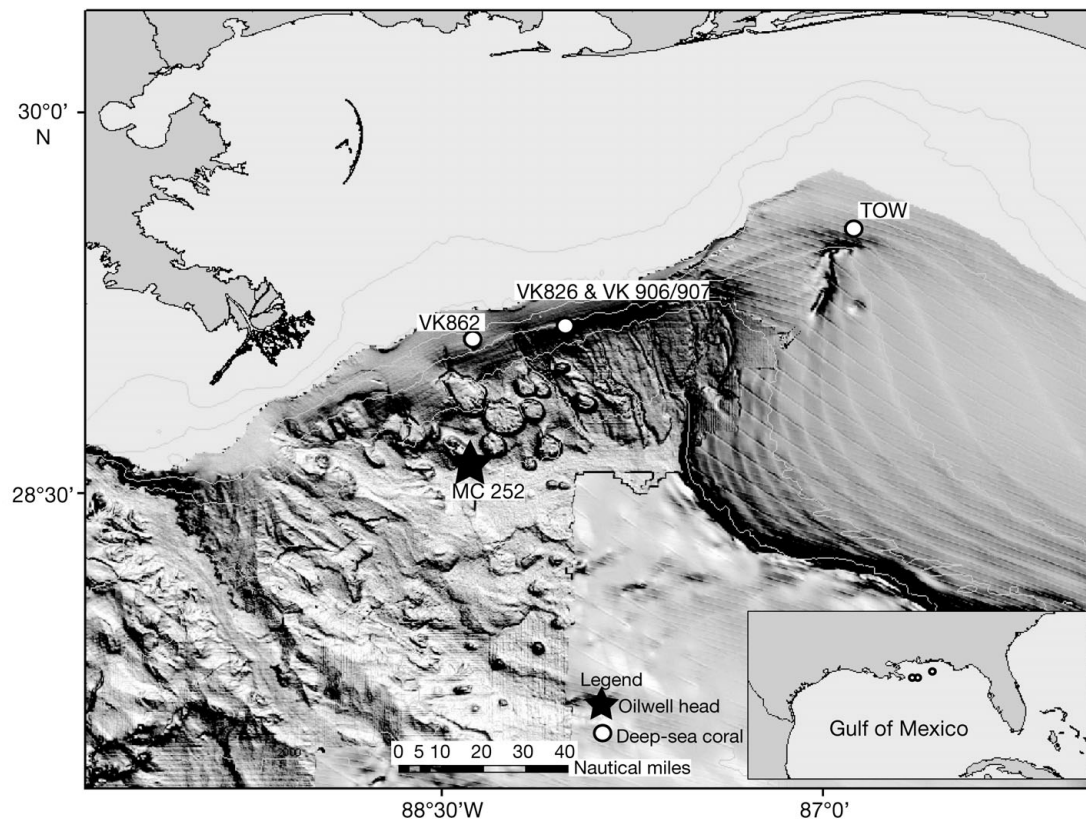 30°0'
N
TOW
VK826 & VK 906/907
VK862
MC 252
28°30'
Legend
Oilwell head
Deep-sea coral
0 5 10 20 30 40
Nautical miles
Gulf of Mexico
88°30'W
87°0'